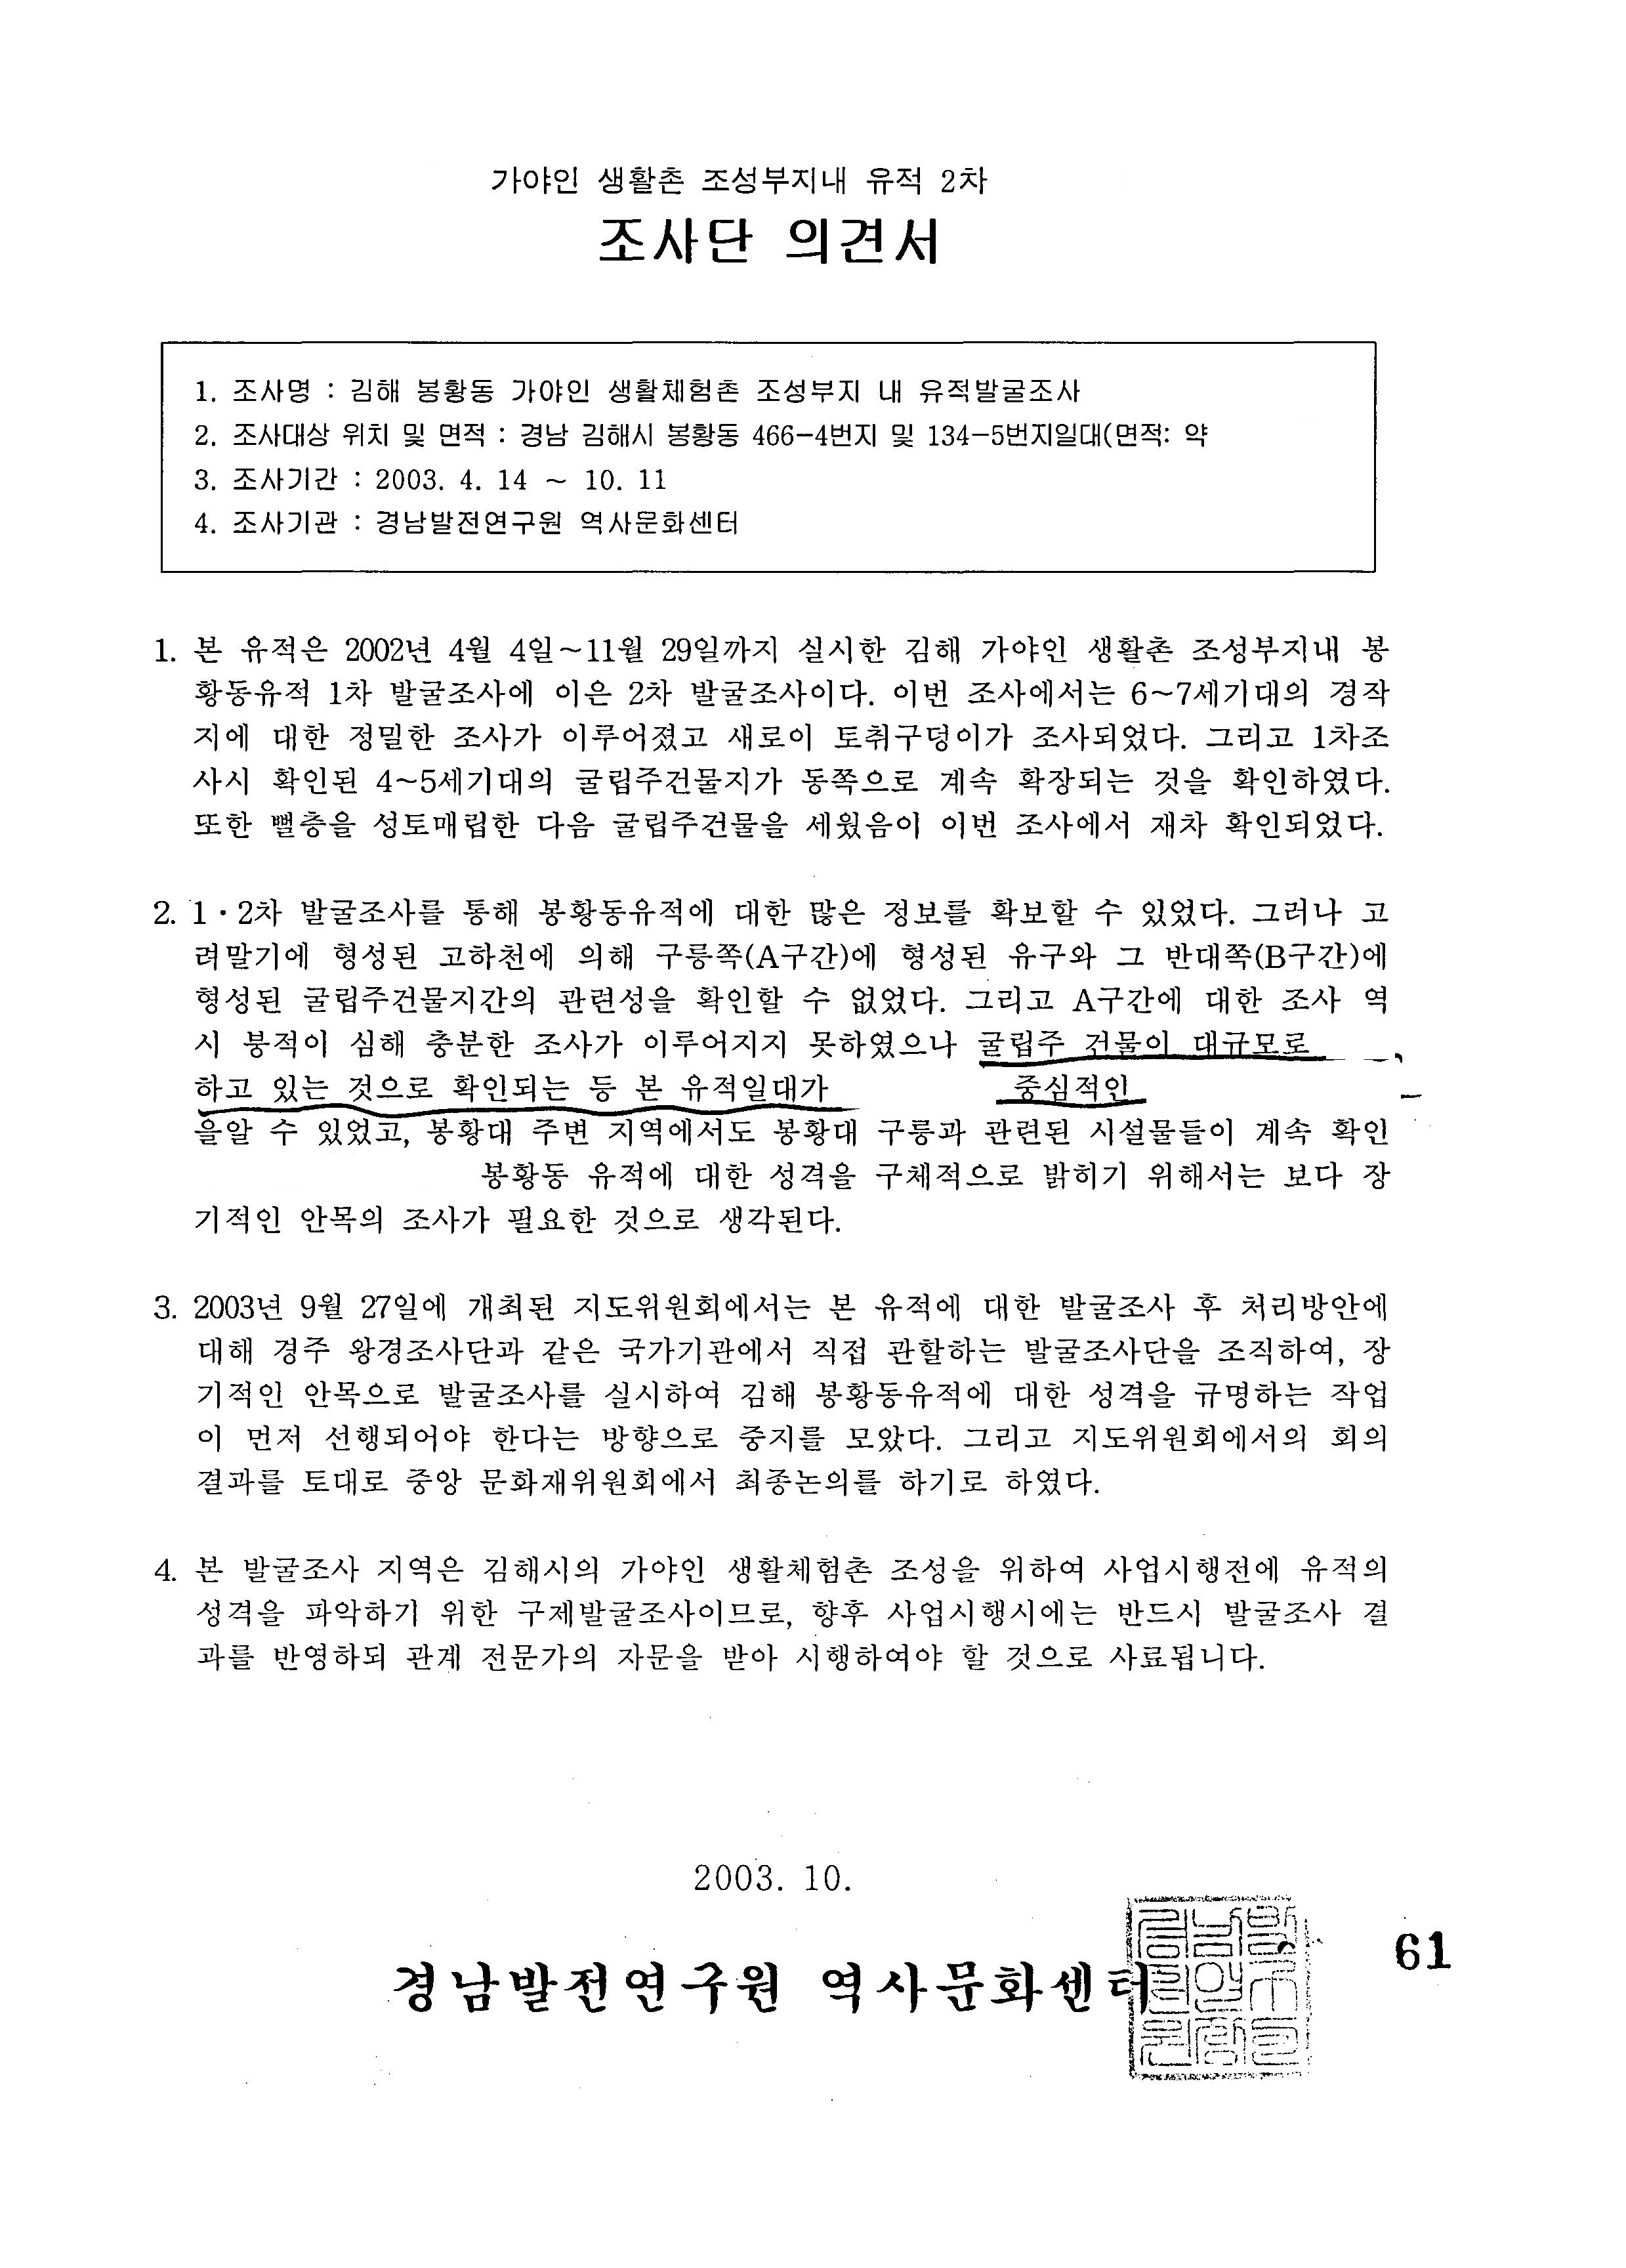 가야인 생활촌 조성부지내 유적 2차
조사단 의견서
1. 조사명 : 김해 봉황동 가야인 생활체험촌 조성부지 내 유적발굴조사
2. 조사대상 위치 및 면적 : 경남 김해시 봉황동 466-4번지 및 134-5번지일대(면적: 약
3. 조사기간 : 2003. 4. 14 ~ 10. 11
4. 조사기관 : 경남발전연구원 역사문화센터
1. 본 유적은 2002년 4월 4일~11월 29일까지 실시한 김해 가야인 생활촌 조성부지내 봉
황동유적 1차 발굴조사에 이은 2차 발굴조사이다. 이번 조사에서는 6~7세기대의 경작
지에 대한 정밀한 조사가 이루어졌고 새로이 토취구덩이가 조사되었다. 그리고 1차조
사시 확인된 4~5세기대의 굴립주건물지가 동쪽으로 계속 확장되는 것을 확인하였다.
또한 뻘층을 성토매립한 다음 굴립주건물을 세웠음이 이번 조사에서 재차 확인되었다.
2. 1·2차 발굴조사를 통해 봉황동유적에 대한 많은 정보를 확보할 수 있었다. 그러나 고
려말기에 형성된 고하천에 의해 구릉쪽(A구간)에 형성된 유구와 그 반대쪽(B구간)에
형성된 굴립주건물지간의 관련성을 확인할 수 없었다. 그리고 A구간에 대한 조사 역
시 붕적이 심해 충분한 조사가 이루어지지 못하였으나 굴립주 건물이 대규모로
하고 있는 것으로 확인되는 등 본 유적일대가 중심적인
을알 수 있었고, 봉황대 주변 지역에서도 봉황대 구릉과 관련된 시설물들이 계속 확인
봉황동 유적에 대한 성격을 구체적으로 밝히기 위해서는 보다 장
기적인 안목의 조사가 필요한 것으로 생각된다.
3. 2003년 9월 27일에 개최된 지도위원회에서는 본 유적에 대한 발굴조사 후 처리방안에
대해 경주 왕경조사단과 같은 국가기관에서 직접 관할하는 발굴조사단을 조직하여, 장
기적인 안목으로 발굴조사를 실시하여 김해 봉황동유적에 대한 성격을 규명하는 작업
이 먼저 선행되어야 한다는 방향으로 중지를 모았다. 그리고 지도위원회에서의 회의
결과를 토대로 중앙 문화재위원회에서 최종논의를 하기로 하였다.
4. 본 발굴조사 지역은 김해시의 가야인 생활체험촌 조성을 위하여 사업시행전에 유적의
성격을 파악하기 위한 구제발굴조사이므로, 향후 사업시행시에는 반드시 발굴조사 결
과를 반영하되 관계 전문가의 자문을 받아 시행하여야 할 것으로 사료됩니다.
2003. 10.
경남발전연구원 역사문화센터
61